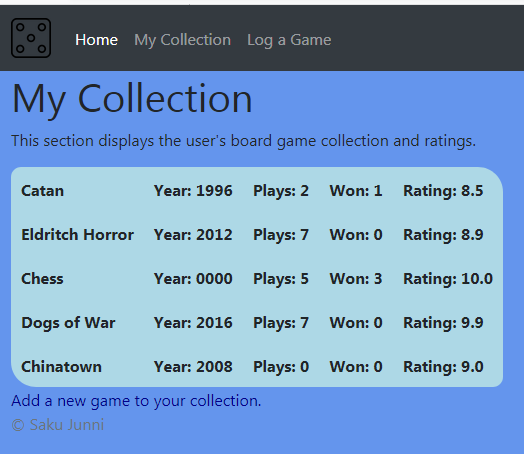 Home My Collection Log a Game
My Collection
This section displays the user's board game collection and ratings.
Catan Year: 1996 Plays: 2 Won: 1 Rating: 8.5
Eldritch Horror Year: 2012 Plays: 7 Won: 0 Rating: 8.9
Chess Year: 0000 Plays: 5 Won: 3 Rating: 10.0
Dogs of War Year: 2016 Plays: 7 Won: 0 Rating: 9.9
Chinatown Year: 2008 Plays: 0 Won: 0 Rating: 9.0
Add a new game to your collection.
© Saku Junni